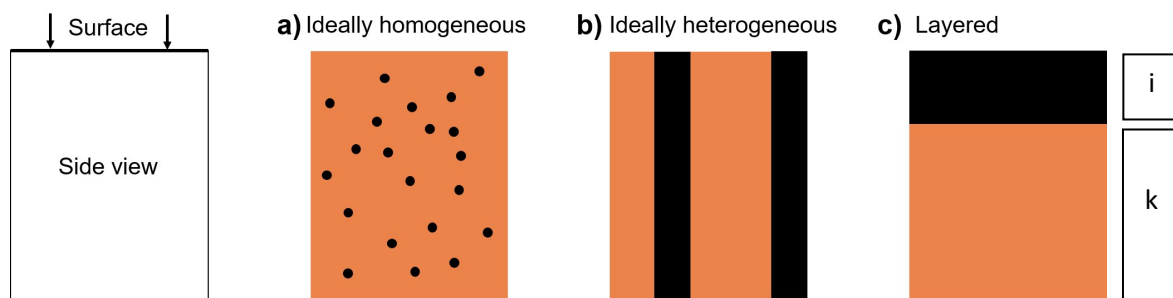 Surface
Side view
a) Ideally homogeneous
b) Ideally heterogeneous
c) Layered
i
k